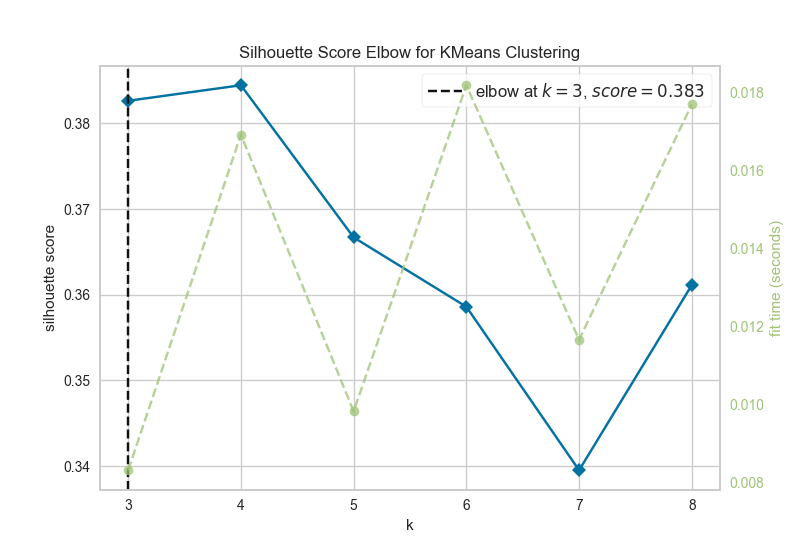 Silhouette Score Elbow for KMeans Clustering
elbow at k = 3, score = 0.383
silhouette score
0.38
0.37
0.36
0.35
0.34
3 4 5 6 7 8
k
0.018
0.016
0.014
0.012
0.010
0.008
fit time (seconds)